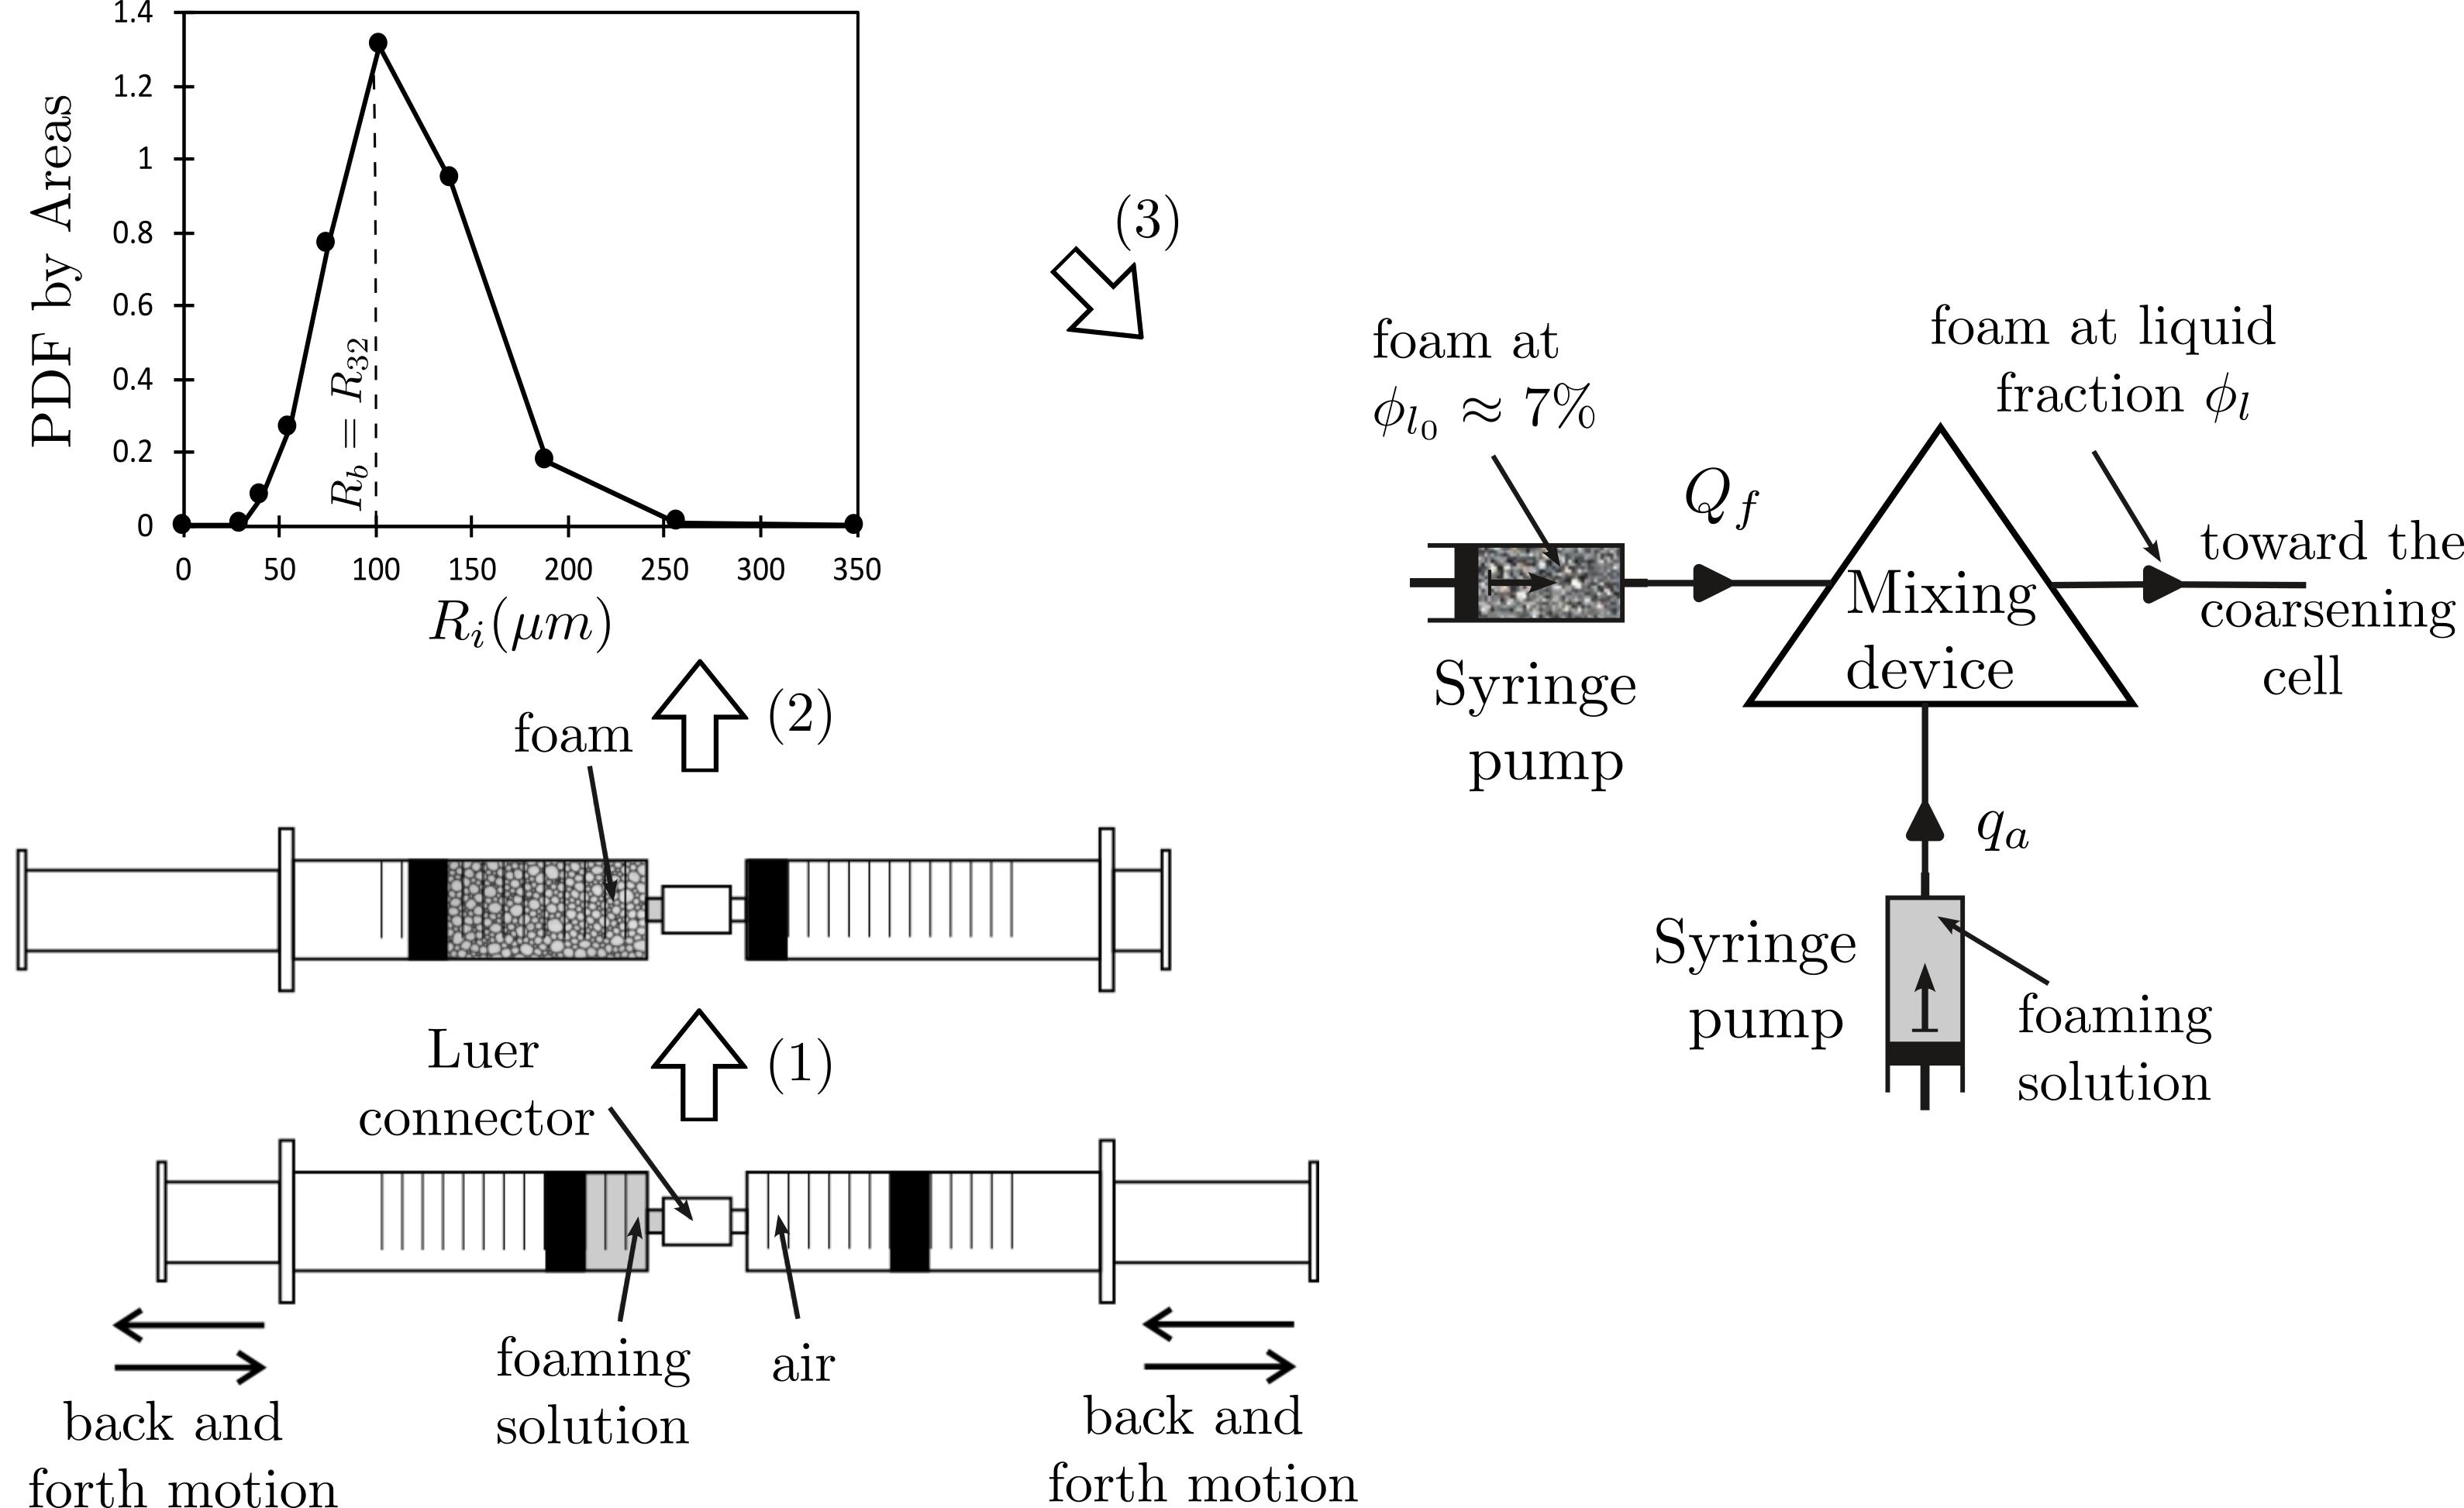 1.4
1.2
1
0.8
0.6
0.4
0.2
0
PDF by Areas
R_b = R_32
0 50 100 150 200 250 300 350
R_i(μm)
(3)
(2)
foam
(1)
Luer
connector
foaming
solution
air
back and
forth motion
back and
forth motion
foam at
ϕ_{l_0} ≈ 7%
Q_f
Syringe
pump
Mixing
device
foam at liquid
fraction ϕ_l
toward the
coarsening
cell
q_a
Syringe
pump
foaming
solution